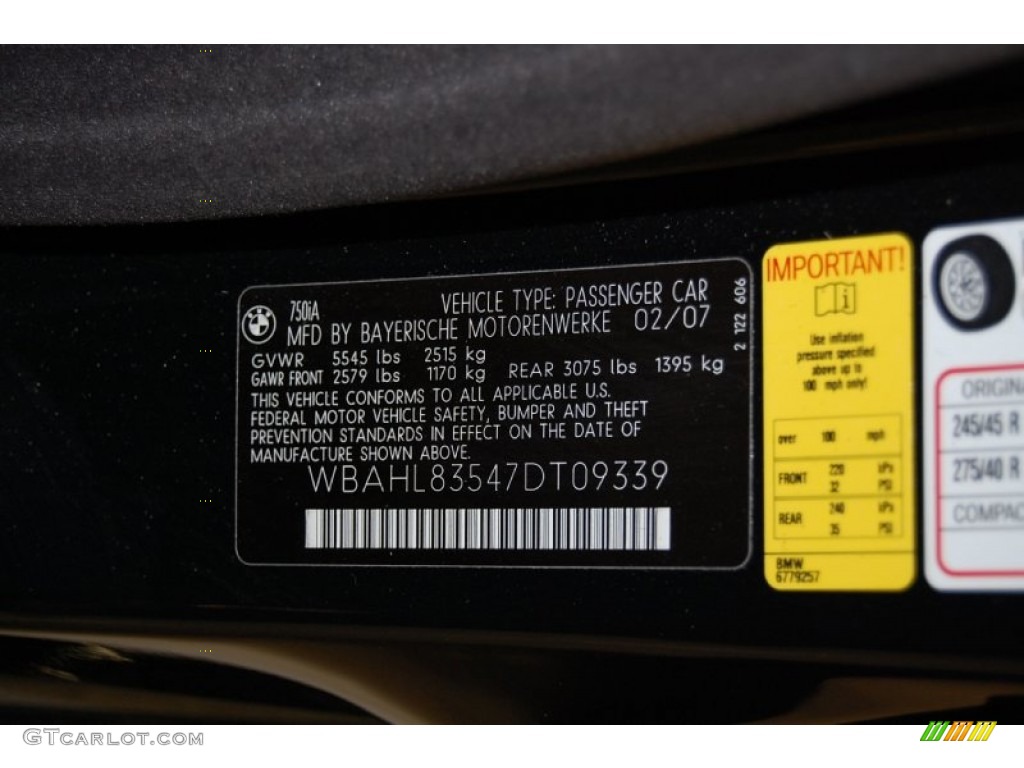 750iA
VEHICLE TYPE: PASSENGER CAR
MFD BY BAYERISCHE MOTORENWERKE 02/07
GVWR 5545 lbs 2515 kg
GAWR FRONT 2579 lbs 1170 kg REAR 3075 lbs 1395 kg
THIS VEHICLE CONFORMS TO ALL APPLICABLE U.S.
FEDERAL MOTOR VEHICLE SAFETY, BUMPER AND THEFT
PREVENTION STANDARDS IN EFFECT ON THE DATE OF
MANUFACTURE SHOWN ABOVE.
WBAHL83547DT09339
2 122 606
IMPORTANT!
Use inflation
pressure specified
above up to
100 mph only!
over 100 mph
FRONT 220 kPa
32 PSI
REAR 240 kPa
35 PSI
BMW
6779257
ORIGINA
245/45 R
275/40 R
COMPAC
GTCarLot.com